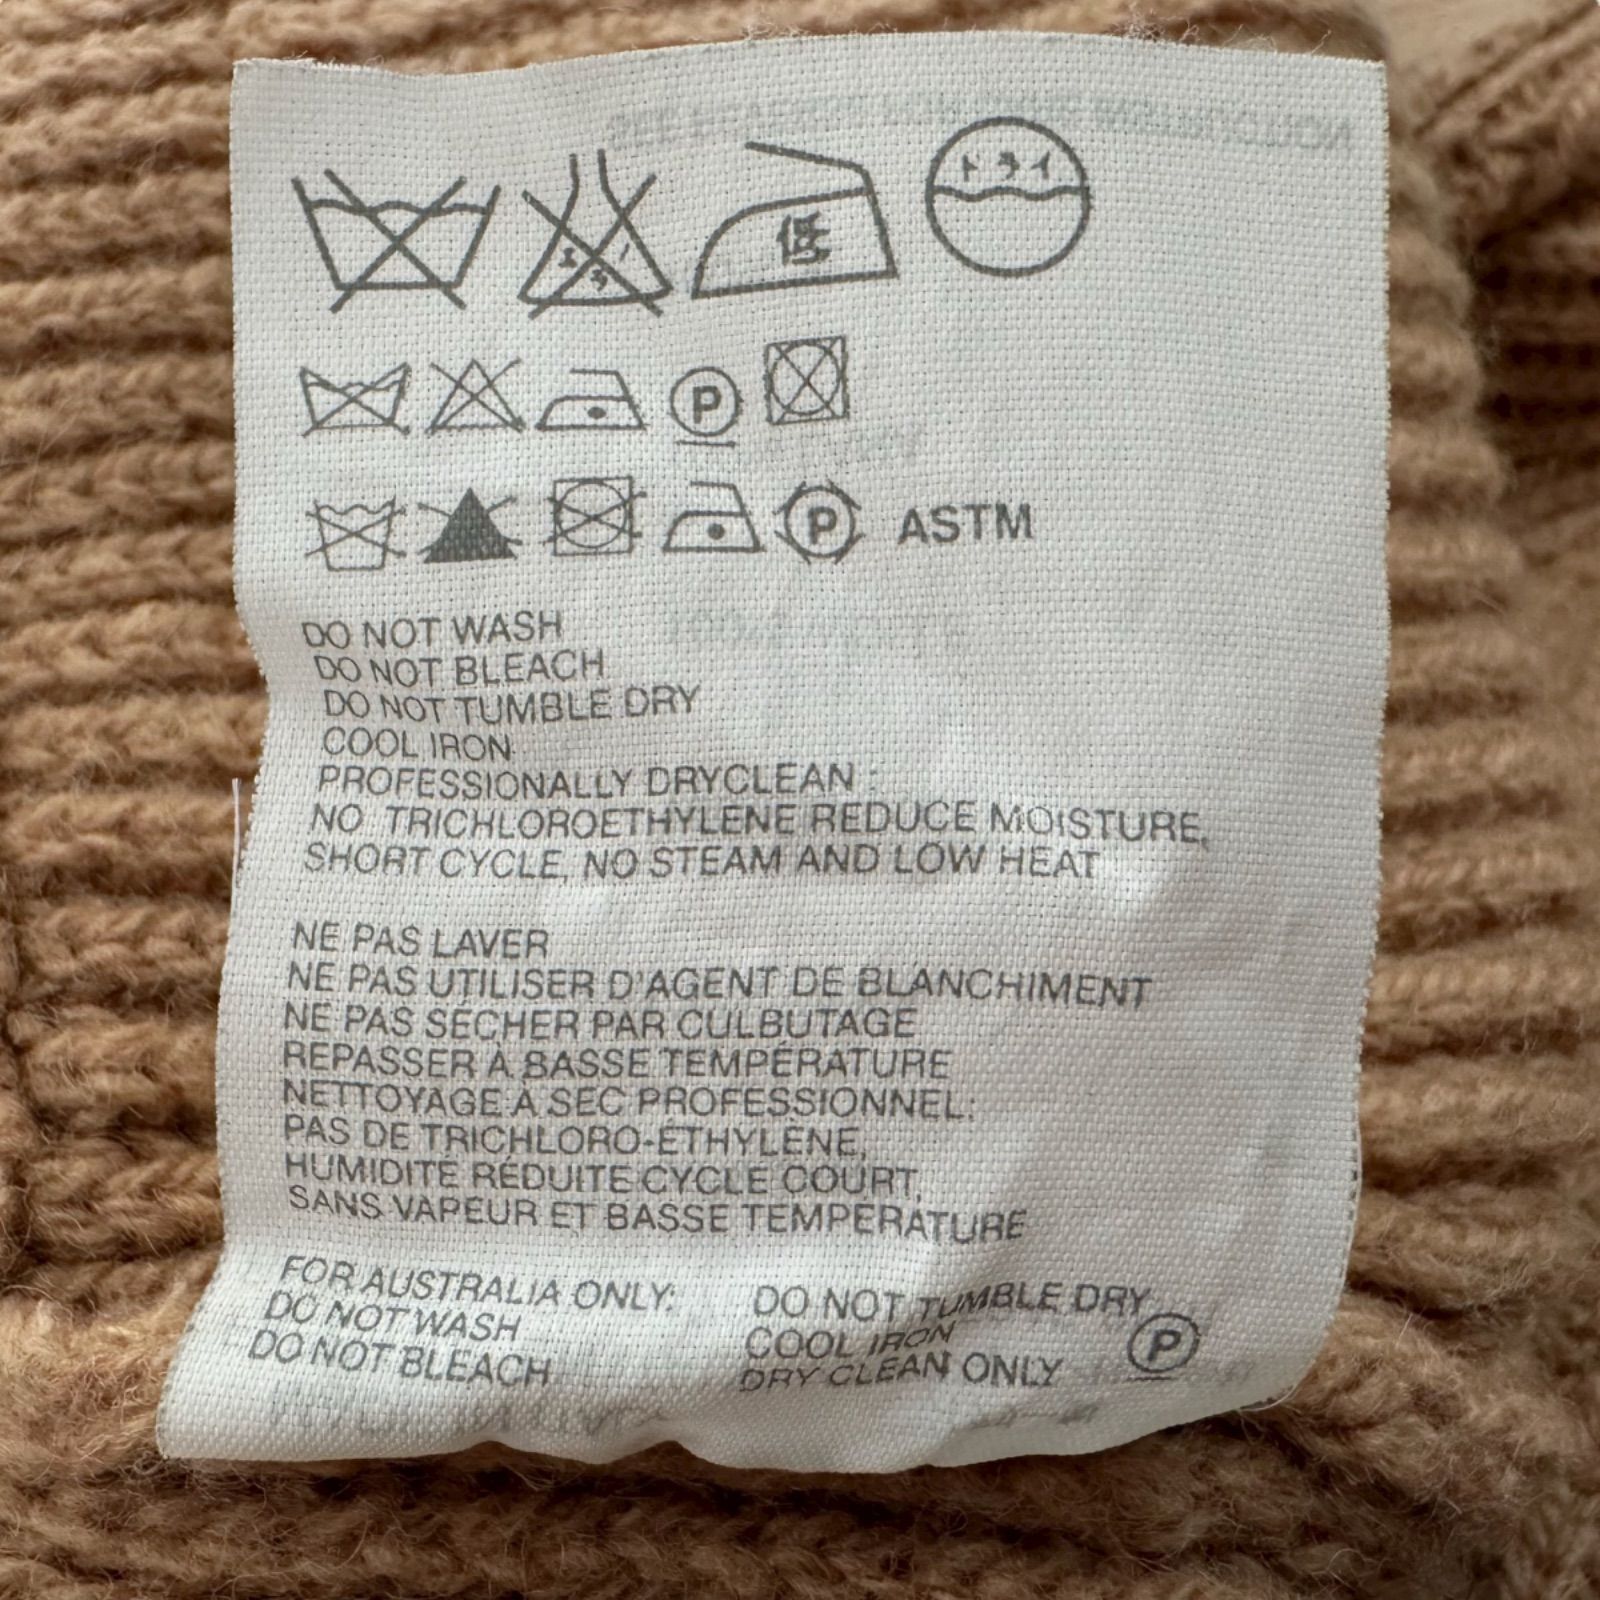 ドライ
低
P
P ASTM
DO NOT WASH
DO NOT BLEACH
DO NOT TUMBLE DRY
COOL IRON
PROFESSIONALLY DRYCLEAN :
NO TRICHLOROETHYLENE REDUCE MOISTURE,
SHORT CYCLE, NO STEAM AND LOW HEAT
NE PAS LAVER
NE PAS UTILISER D'AGENT DE BLANCHIMENT
NE PAS SÉCHER PAR CULBUTAGE
REPASSER À BASSE TEMPÉRATURE
NETTOYAGE À SEC PROFESSIONNEL:
PAS DE TRICHLORO-ÉTHYLÈNE,
HUMIDITÉ RÉDUITE CYCLE COURT,
SANS VAPEUR ET BASSE TEMPÉRATURE
FOR AUSTRALIA ONLY:
DO NOT WASH
DO NOT BLEACH
DO NOT TUMBLE DRY
COOL IRON
DRY CLEAN ONLY P